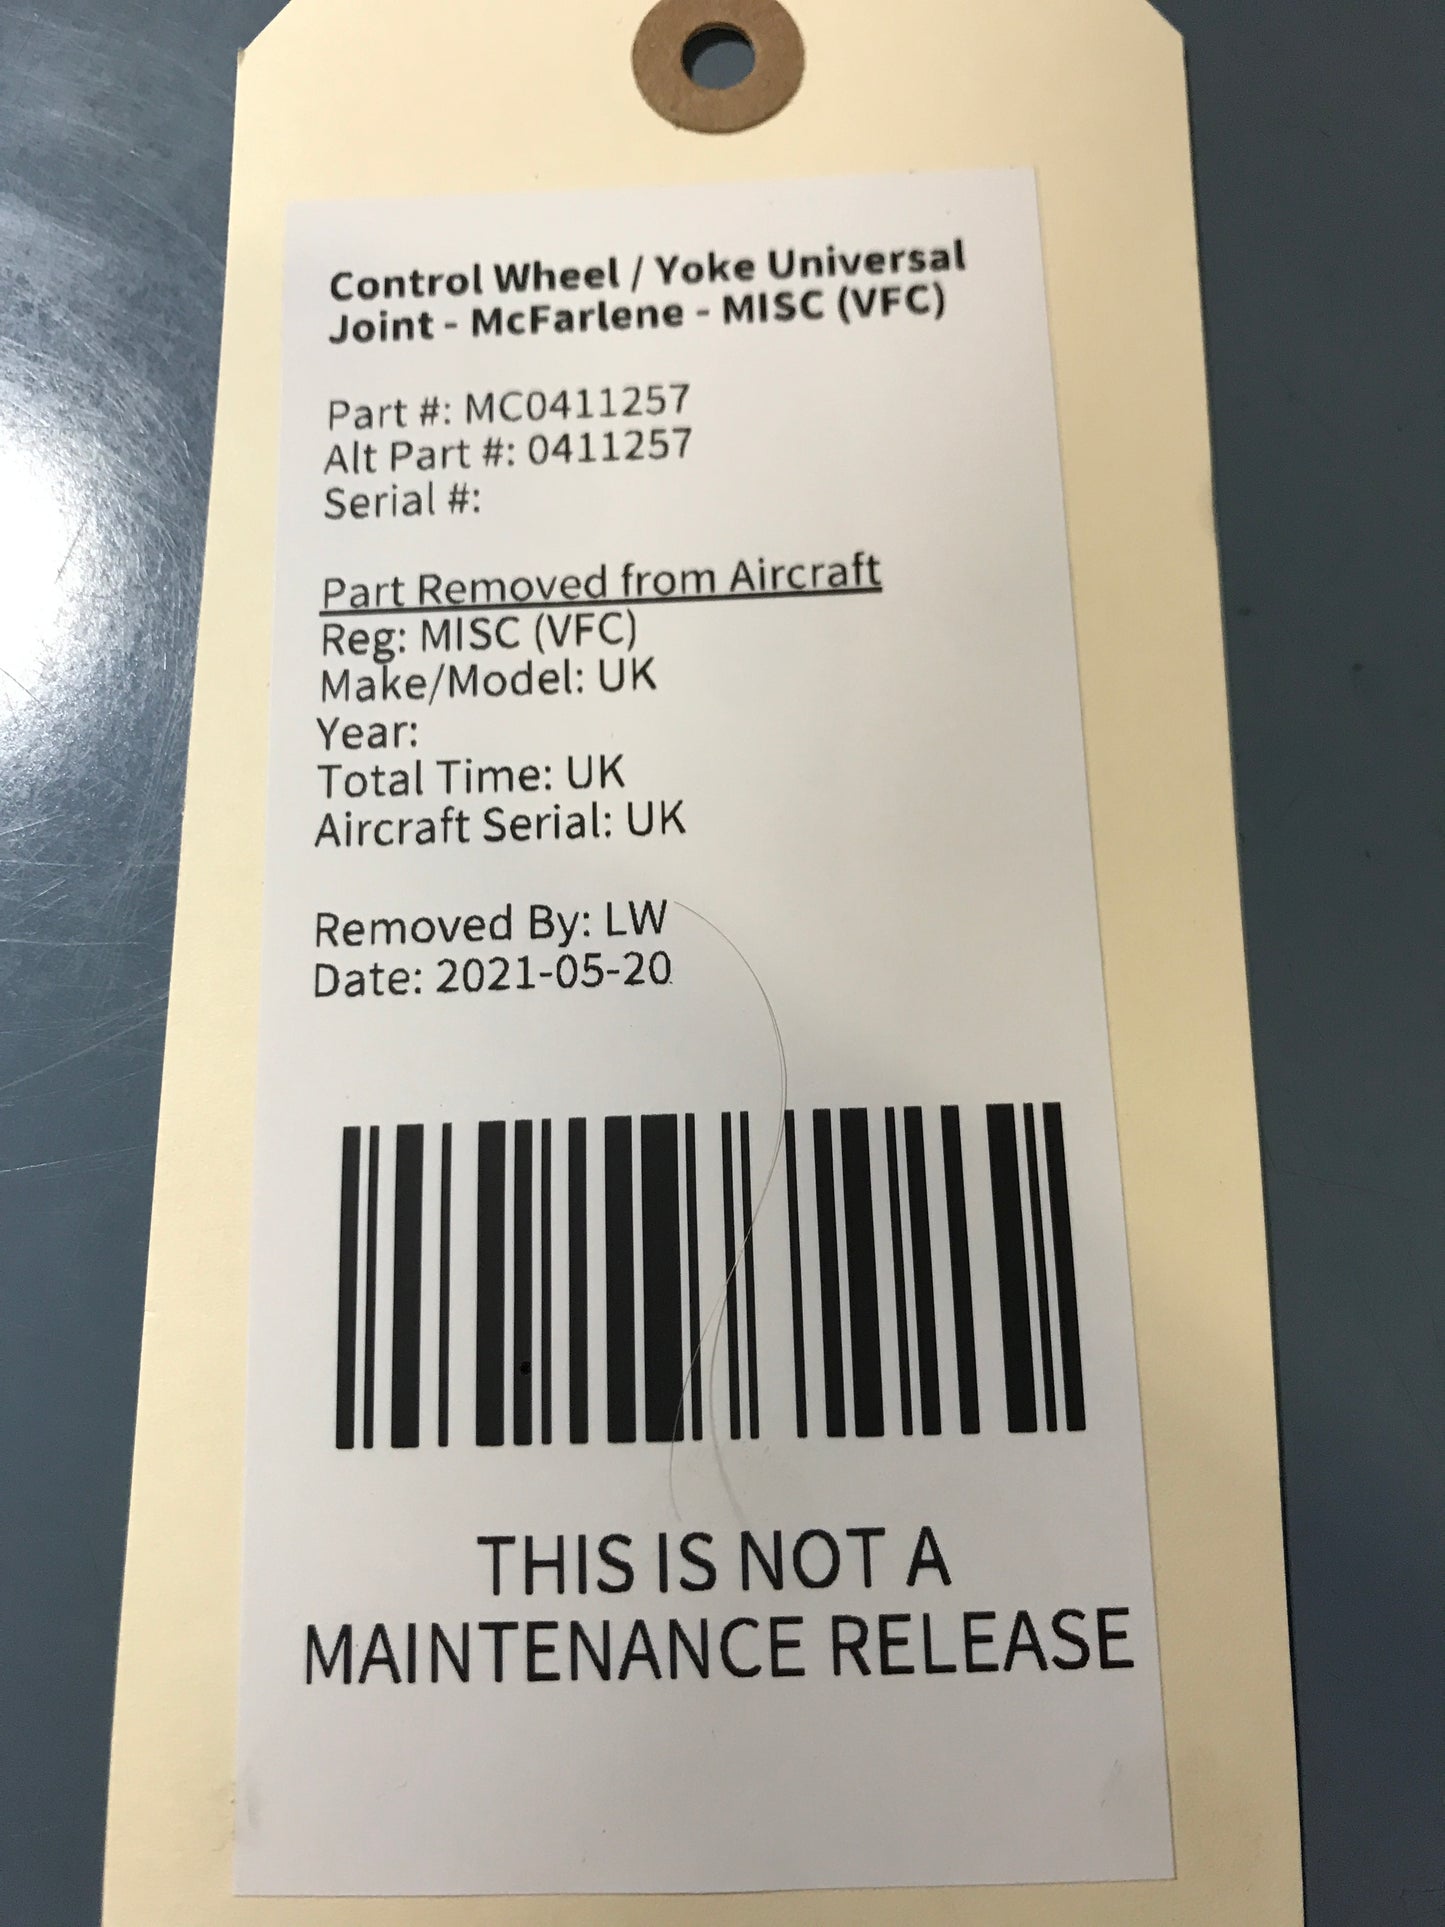 Control Wheel / Yoke Universal
Joint - McFarlene - MISC (VFC)
Part #: MC0411257
Alt Part #: 0411257
Serial #:
Part Removed from Aircraft
Reg: MISC (VFC)
Make/Model: UK
Year:
Total Time: UK
Aircraft Serial: UK
Removed By: LW
Date: 2021-05-20
THIS IS NOT A
MAINTENANCE RELEASE